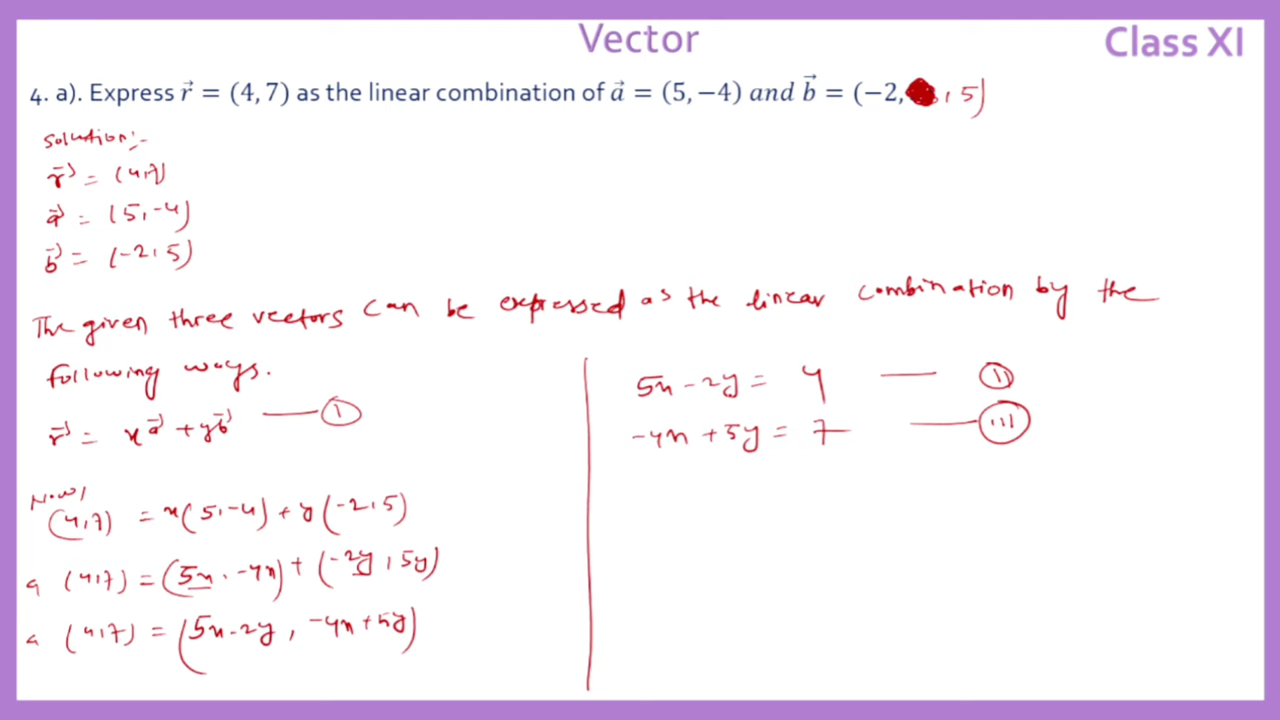 Vector
Class XI
4. a). Express r⃗ = (4, 7) as the linear combination of a⃗ = (5, −4) and b⃗ = (−2, , 5)
Solution:-
r⃗ = (4,7)
a⃗ = (5,-4)
b⃗ = (-2,5)
The given three vectors can be expressed as the linear combination by the
following ways.
r⃗ = xa⃗ + yb⃗ — (i)
Now,
(4,7) = x(5,-4) + y(-2,5)
(4,7) = (5x, -4x) + (-2y, 5y)
(4,7) = (5x-2y, -4x+5y)
5x - 2y = 4 — (ii)
-4x + 5y = 7 — (iii)